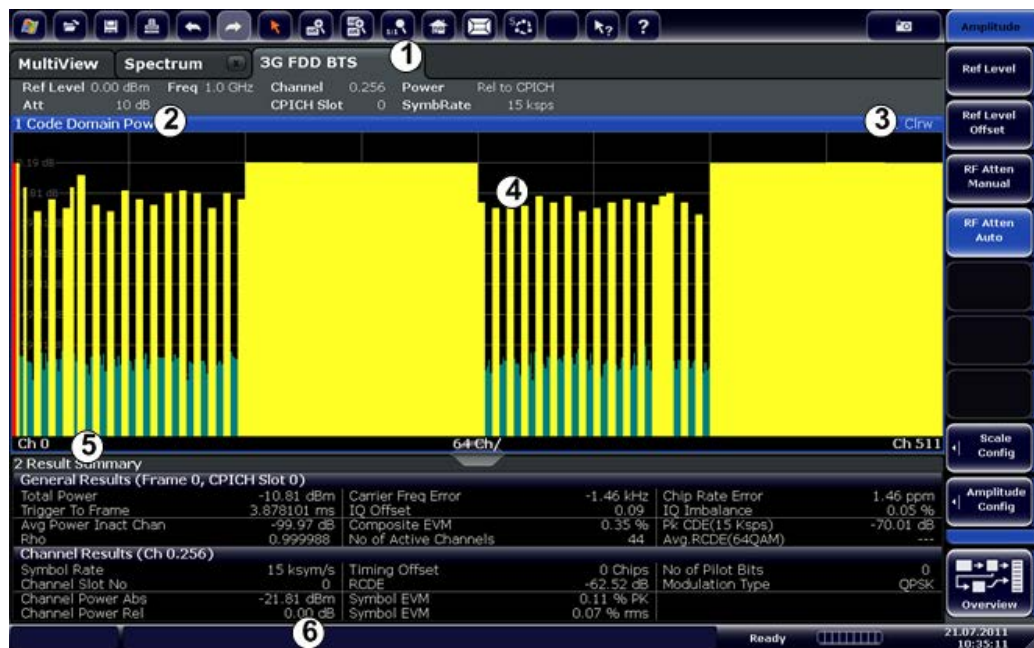 Amplitude
MultiView Spectrum 3G FDD BTS 1
Ref Level 0.00 dBm Freq 1.0 GHz Channel 0.256 Power Rel to CPICH
Att 10 dB CPICH Slot 0 SymbRate 15 ksps
1 Code Domain 2 3 Clrw
4
Ch 0 64 Ch/ Ch 511
5
2 Result Summary
General Results (Frame 0, CPICH Slot 0)
Total Power -10.81 dBm Carrier Freq Error -1.46 kHz Chip Rate Error 1.46 ppm
Trigger To Frame 3.878101 ms IQ Offset 0.09 IQ Imbalance 0.05 %
Avg Power Inact Chan -99.97 dB Composite EVM 0.35 % Pk CDE(15 Ksps) -70.01 dB
Rho 0.999988 No of Active Channels 44 Avg.RCDE(64QAM) ---
Channel Results (Ch 0.256)
Symbol Rate 15 ksym/s Timing Offset 0 Chips No of Pilot Bits 0
Channel Slot No 0 RCDE -62.52 dB Modulation Type QPSK
Channel Power Abs -21.81 dBm Symbol EVM 0.11 % PK
Channel Power Rel 0.00 dB Symbol EVM 0.07 % rms
6
Ready
21.07.2011
10:35:11
Ref Level
Ref Level
Offset
RF Atten
Manual
RF Atten
Auto
Scale
Config
Amplitude
Config
Overview